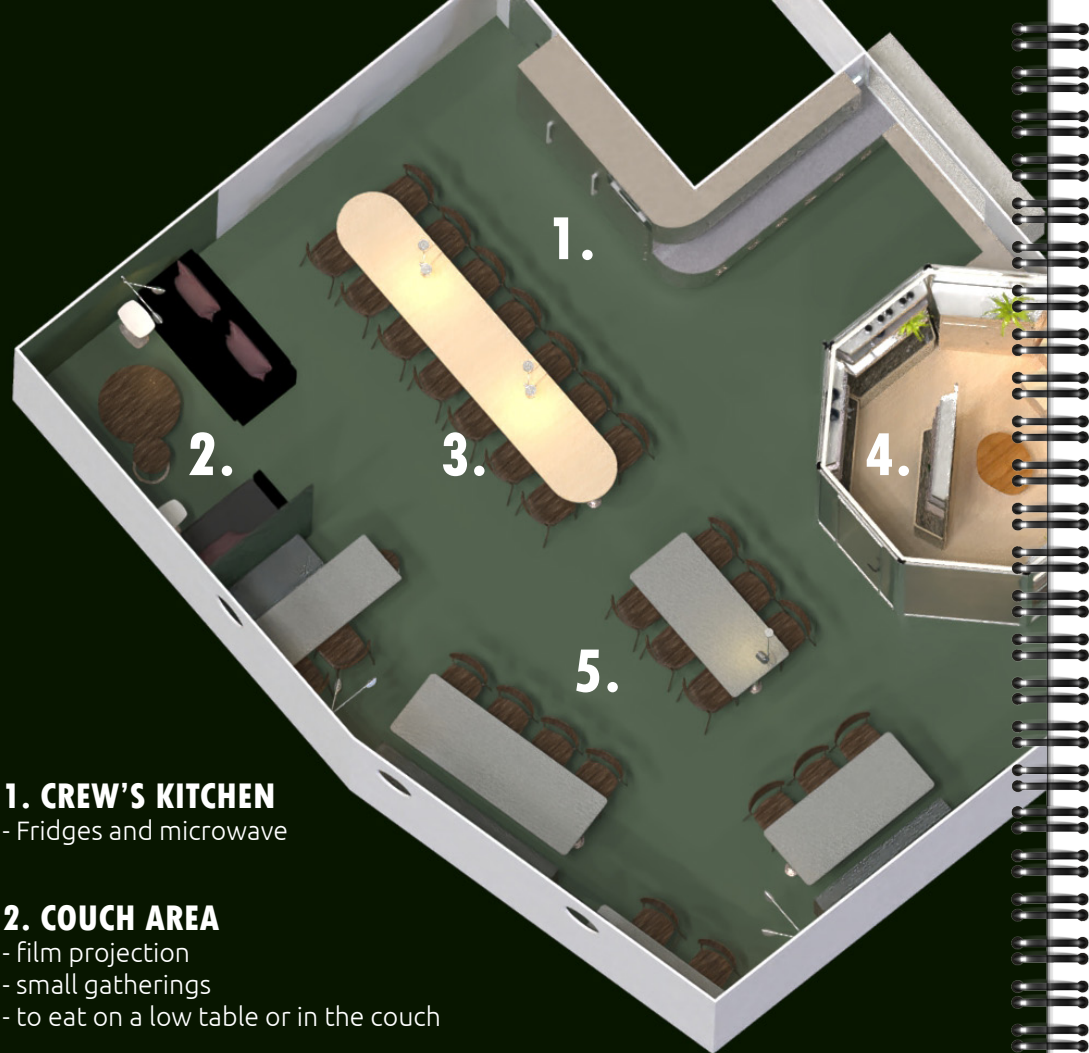 1.
2.
3.
4.
5.
1. CREW'S KITCHEN
- Fridges and microwave
2. COUCH AREA
- film projection
- small gatherings
- to eat on a low table or in the couch